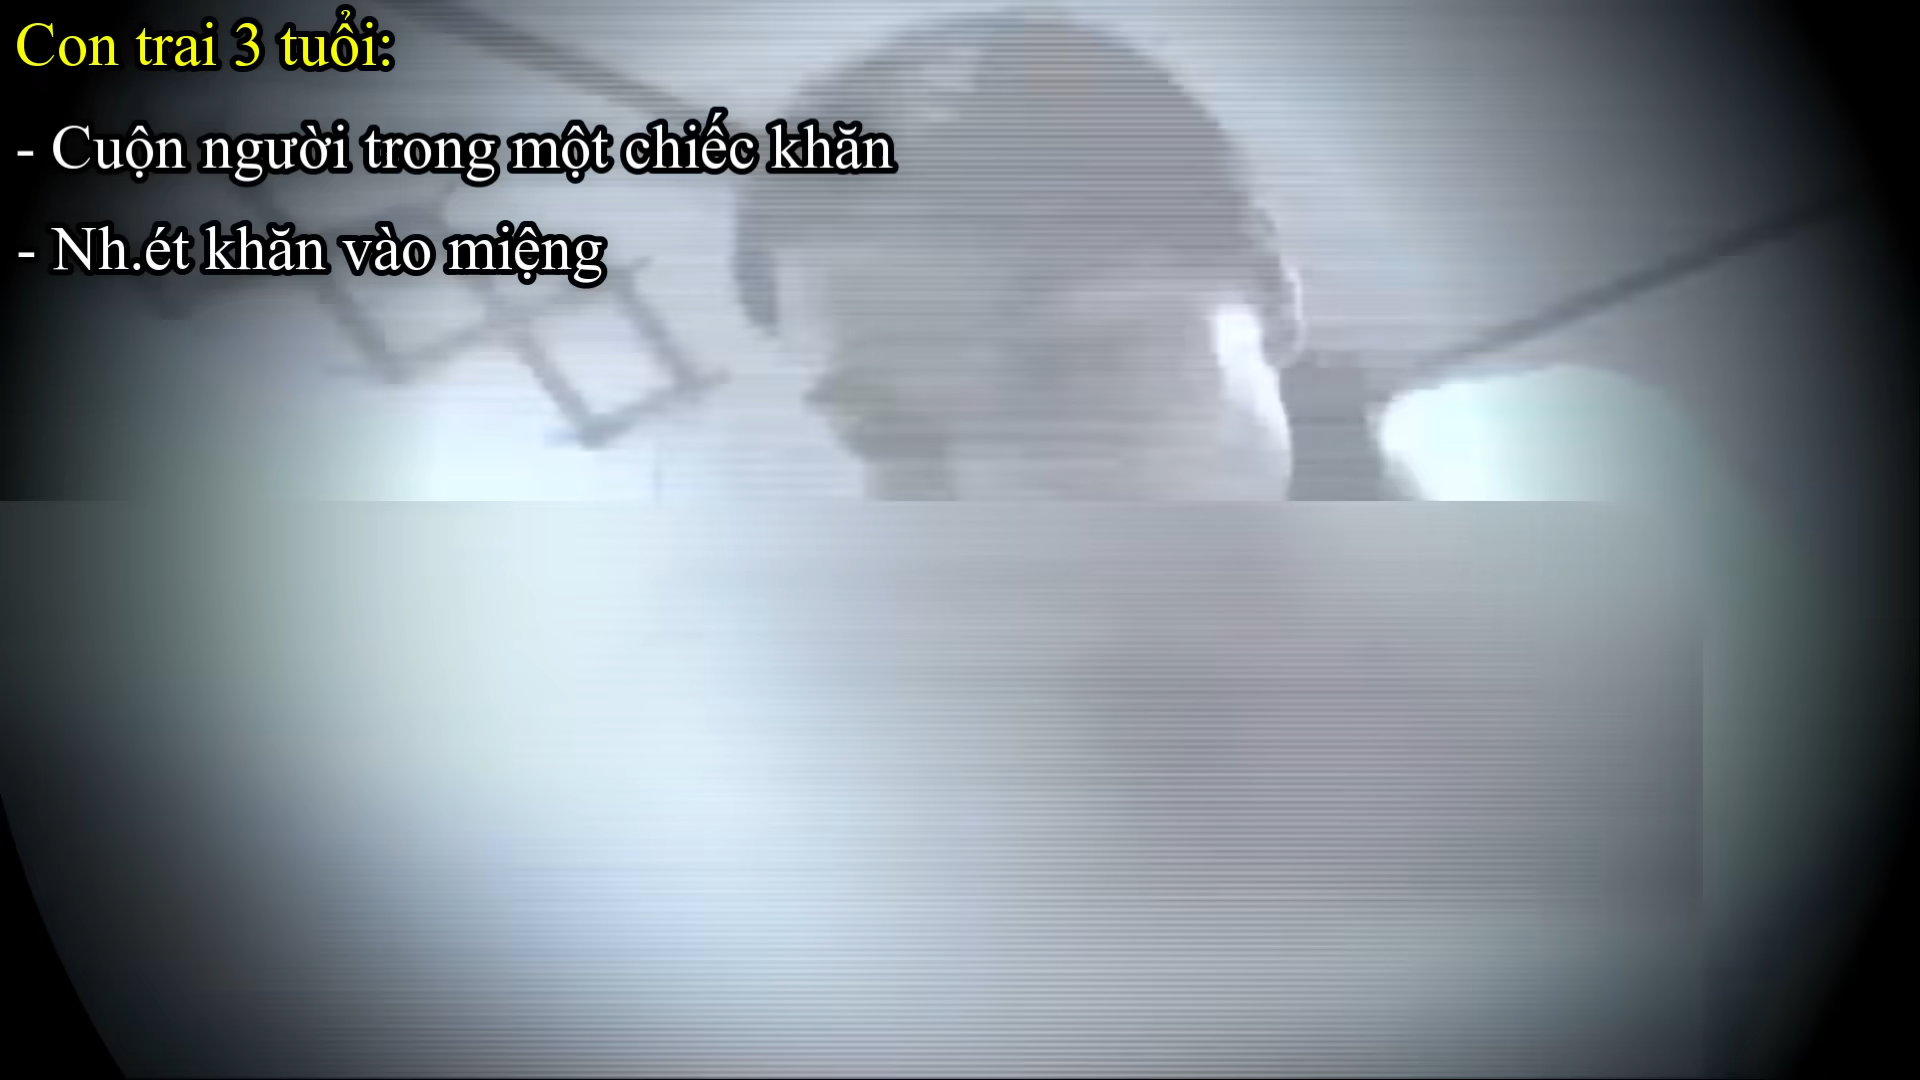 Con trai 3 tuổi:
- Cuộn người trong một chiếc khăn
- Nh.ét khăn vào miệng